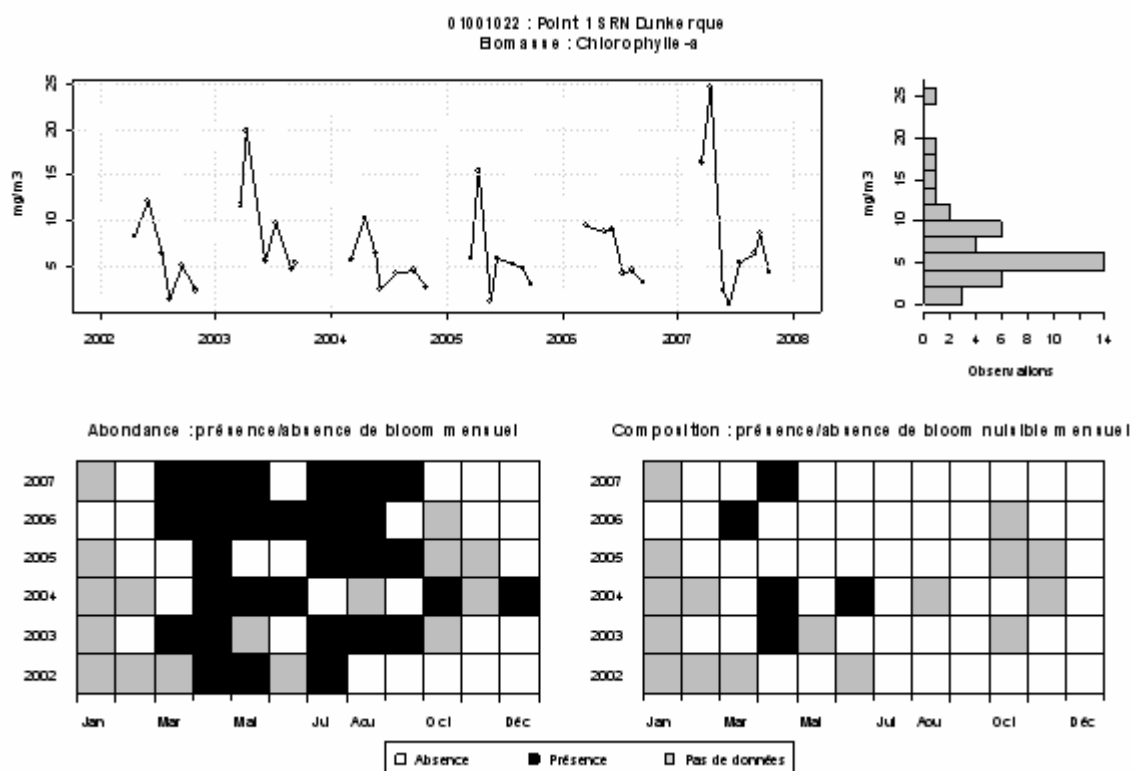 01001022 : Point 1 SRN Dunkerque
Biomasse : Chlorophylle-a
mg/m3
25
20
15
10
5
2002 2003 2004 2005 2006 2007 2008
mg/m3
25
20
15
10
5
0
0 2 4 6 8 10 14
Observations
Abondance : présence/absence de bloom mensuel
2007
2006
2005
2004
2003
2002
Jan Mar Mai Jul Aou Oct Déc
Composition : présence/absence de bloom nuisible mensuel
2007
2006
2005
2004
2003
2002
Jan Mar Mai Jul Aou Oct Déc
Absence Présence Pas de données